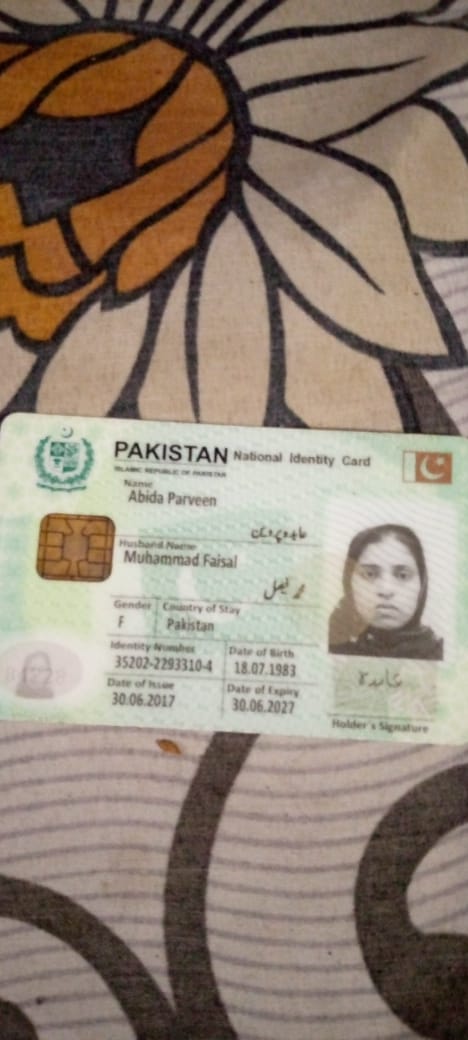 PAKISTAN National Identity Card
ISLAMIC REPUBLIC OF PAKISTAN
Name
Abida Parveen
عابدہ پروین
Husband Name
Muhammad Faisal
محمد فیصل
Gender Country of Stay
F Pakistan
Identity Number Date of Birth
35202-2293310-4 18.07.1983
Date of Issue Date of Expiry
30.06.2017 30.06.2027
عابدہ
Holder's Signature